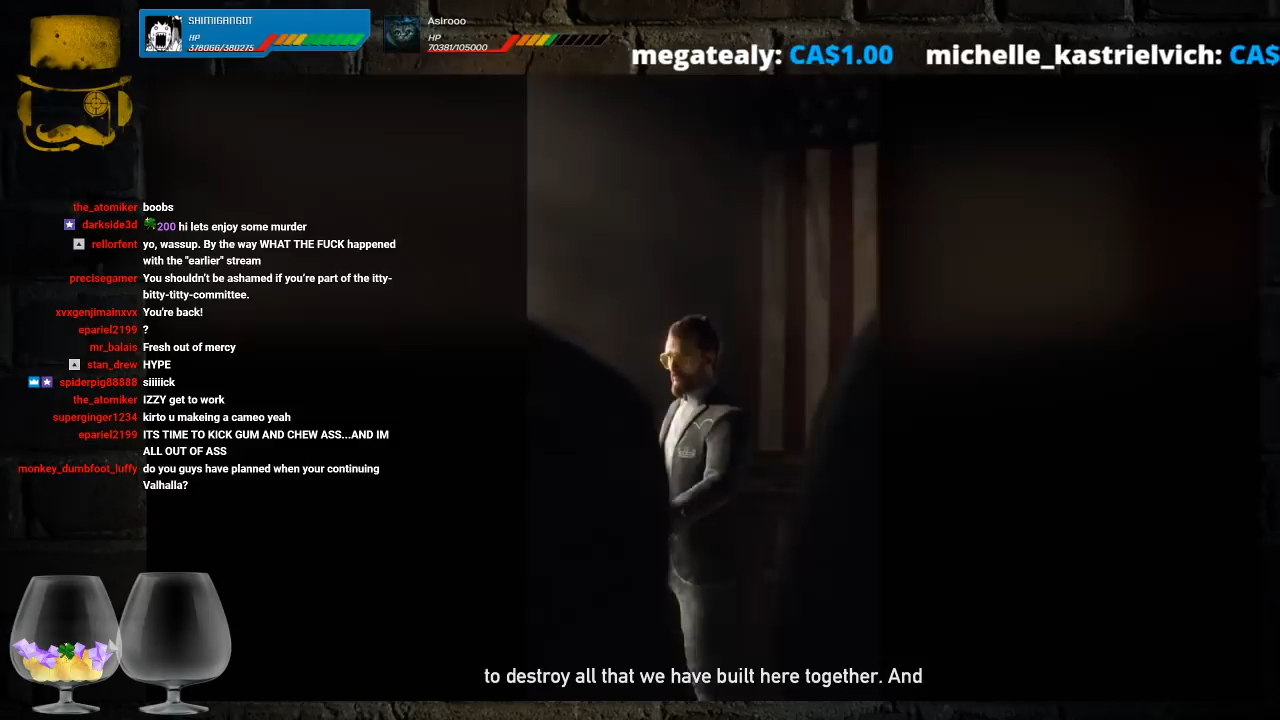 SHIMIGANGOT
HP
378066/380275
Asirooo
HP
70381/105000
megatealy: CA$1.00 michelle_kastrielvich: CA$
the_atomiker boobs
darkside3d 200 hi lets enjoy some murder
rellorfent yo, wassup. By the way WHAT THE FUCK happened
with the "earlier" stream
precisegamer You shouldn't be ashamed if you're part of the itty-
bitty-titty-committee.
xvxgenjimainxvx You're back!
epariel2199 ?
mr_balais Fresh out of mercy
stan_drew HYPE
spiderpig88888 siiiiick
the_atomiker IZZY get to work
superginger1234 kirto u makeing a cameo yeah
epariel2199 ITS TIME TO KICK GUM AND CHEW ASS...AND IM
ALL OUT OF ASS
monkey_dumbfoot_luffy do you guys have planned when your continuing
Valhalla?
to destroy all that we have built here together. And